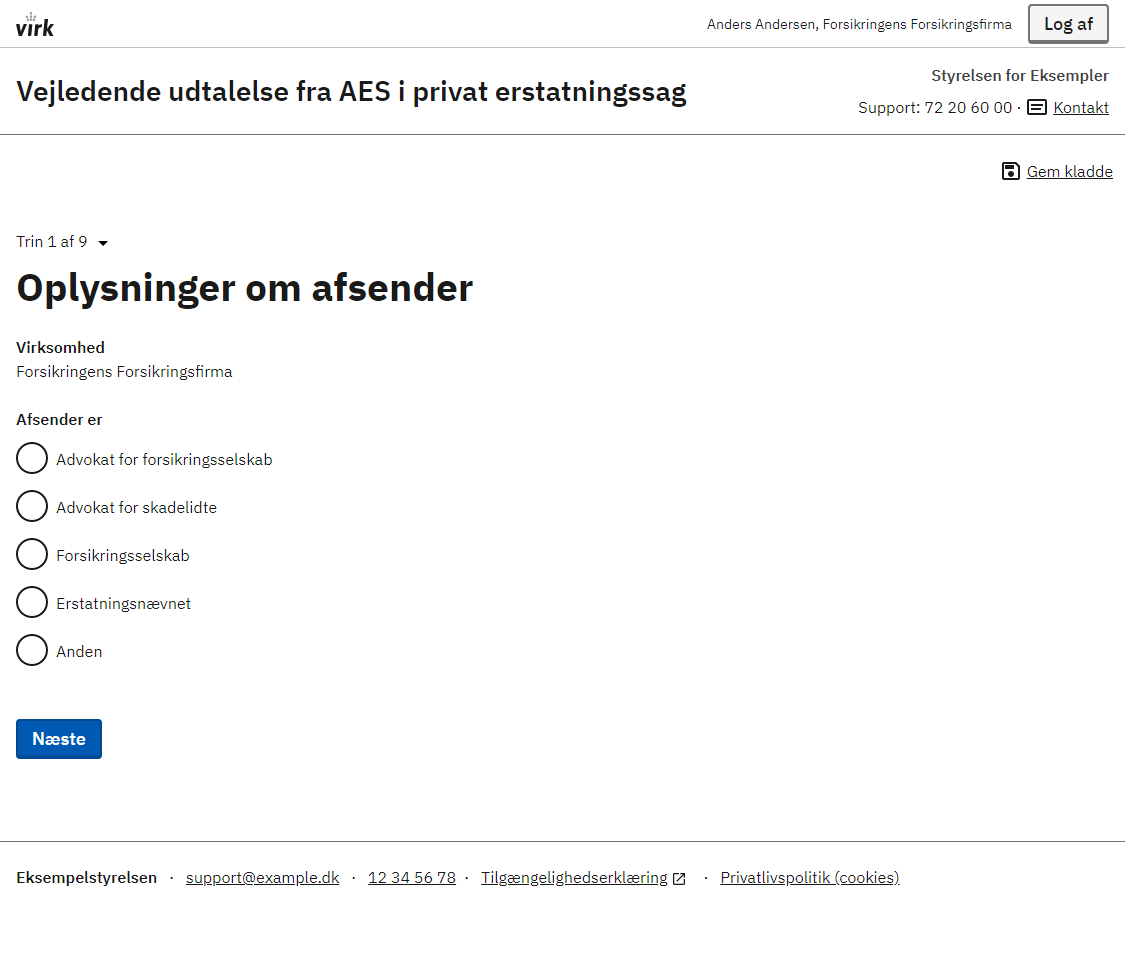 virk
Anders Andersen, Forsikringens Forsikringsfirma
Log af
Vejledende udtalelse fra AES i privat erstatningssag
Styrelsen for Eksempler
Support: 72 20 60 00 · Kontakt
Gem kladde
Trin 1 af 9
Oplysninger om afsender
Virksomhed
Forsikringens Forsikringsfirma
Afsender er
Advokat for forsikringsselskab
Advokat for skadelidte
Forsikringsselskab
Erstatningsnævnet
Anden
Næste
Eksempelstyrelsen · support@example.dk · 12 34 56 78 · Tilgængelighedserklæring · Privatlivspolitik (cookies)